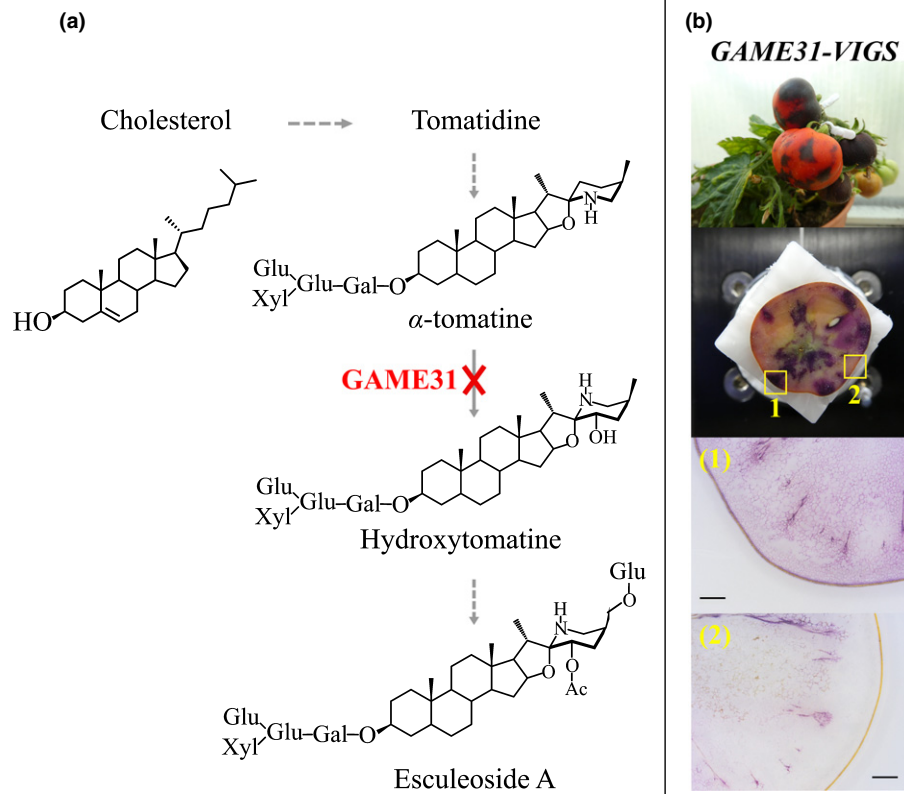 (a)
Cholesterol
Tomatidine
HO
N
H
O
Glu
Xyl
Glu
Gal
O
α-tomatine
GAME31
H
N
O
OH
Glu
Xyl
Glu
Gal
O
Hydroxytomatine
Glu
O
H
N
O
O
Ac
Glu
Xyl
Glu
Gal
O
Esculeoside A
(b)
GAME31-VIGS
1
2
(1)
(2)